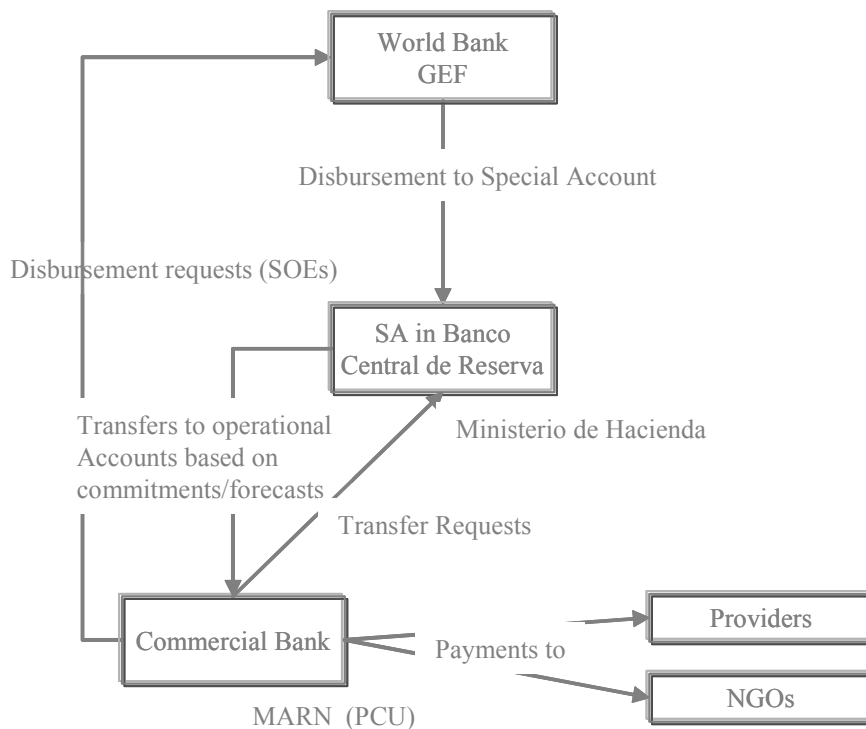 World Bank
GEF
Disbursement to Special Account
Disbursement requests (SOEs)
SA in Banco
Central de Reserva
Transfers to operational
Accounts based on
commitments/forecasts
Ministerio de Hacienda
Transfer Requests
Commercial Bank
Providers
Payments to
NGOs
MARN (PCU)